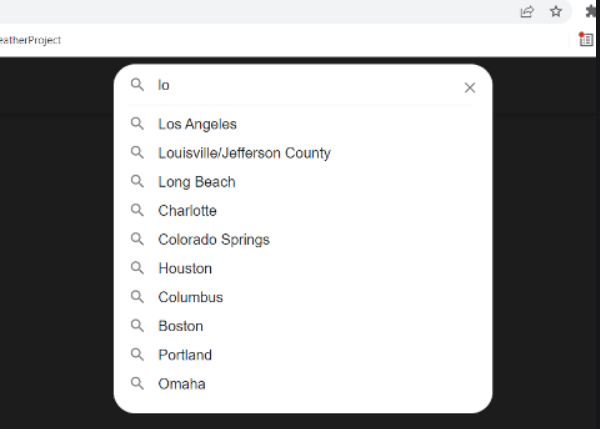 eatherProject
lo
Los Angeles
Louisville/Jefferson County
Long Beach
Charlotte
Colorado Springs
Houston
Columbus
Boston
Portland
Omaha